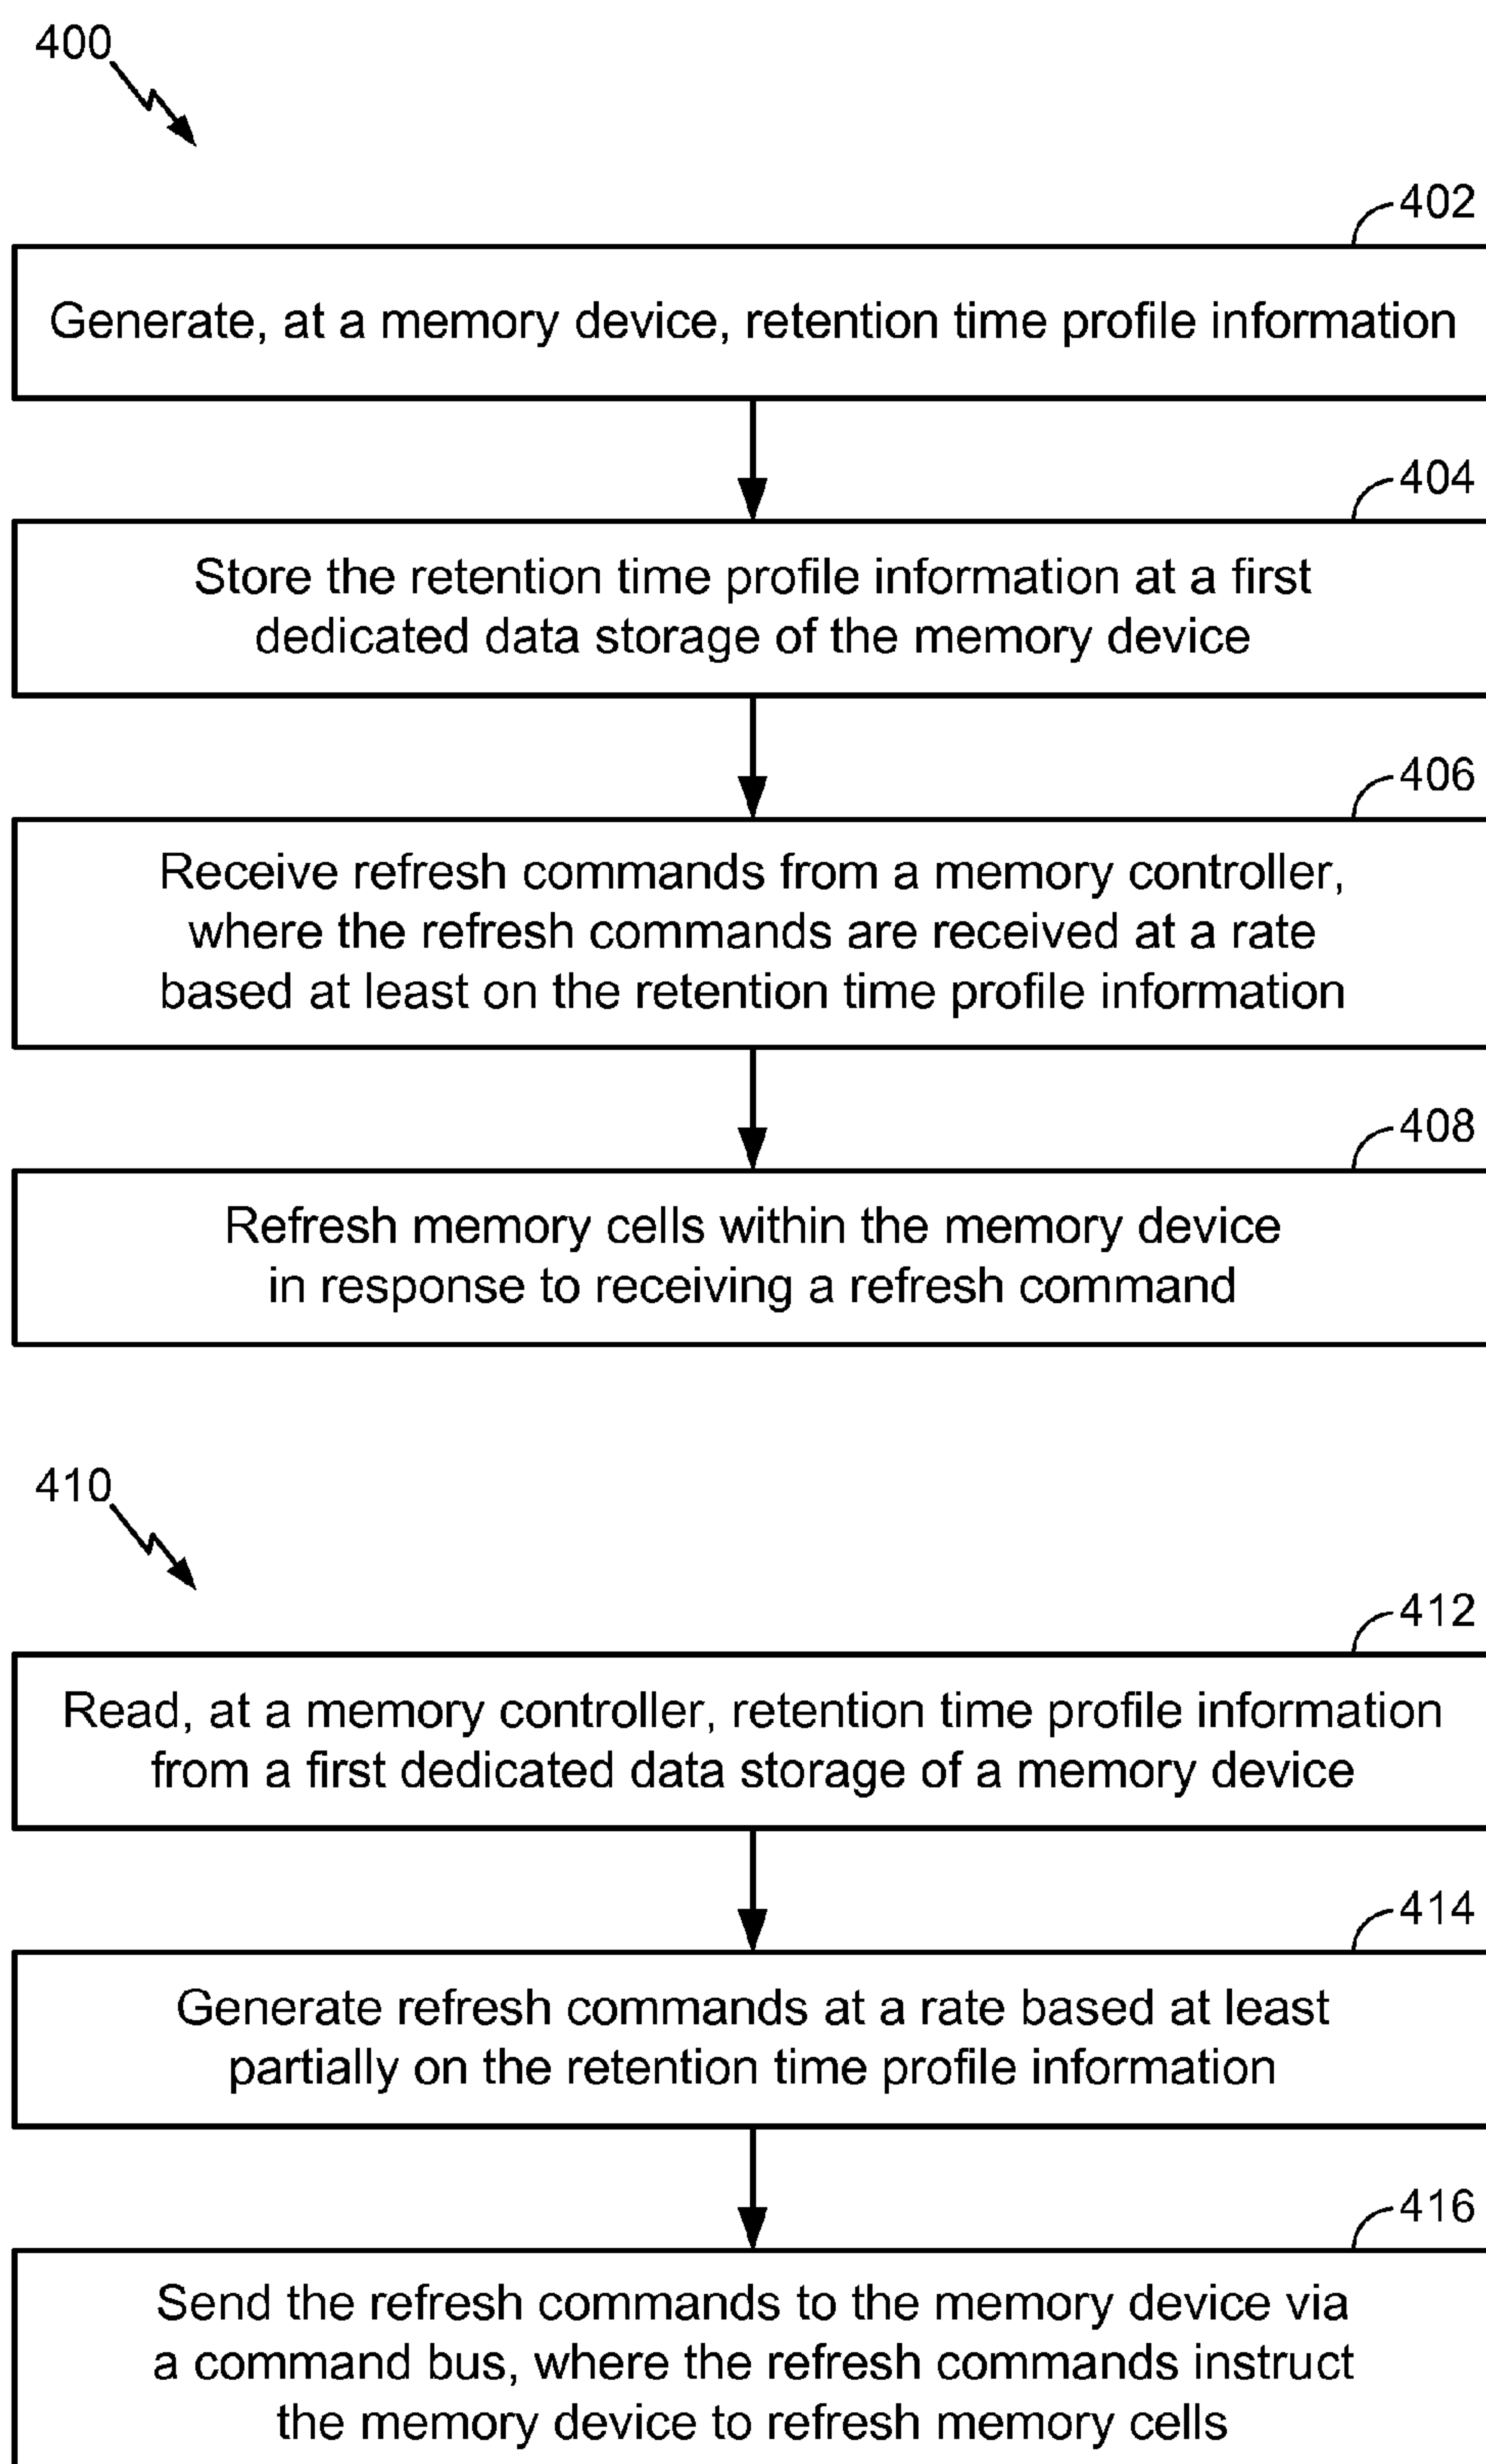 400
402
Generate, at a memory device, retention time profile information
404
Store the retention time profile information at a first
dedicated data storage of the memory device
406
Receive refresh commands from a memory controller,
where the refresh commands are received at a rate
based at least on the retention time profile information
408
Refresh memory cells within the memory device
in response to receiving a refresh command
410
412
Read, at a memory controller, retention time profile information
from a first dedicated data storage of a memory device
414
Generate refresh commands at a rate based at least
partially on the retention time profile information
416
Send the refresh commands to the memory device via
a command bus, where the refresh commands instruct
the memory device to refresh memory cells